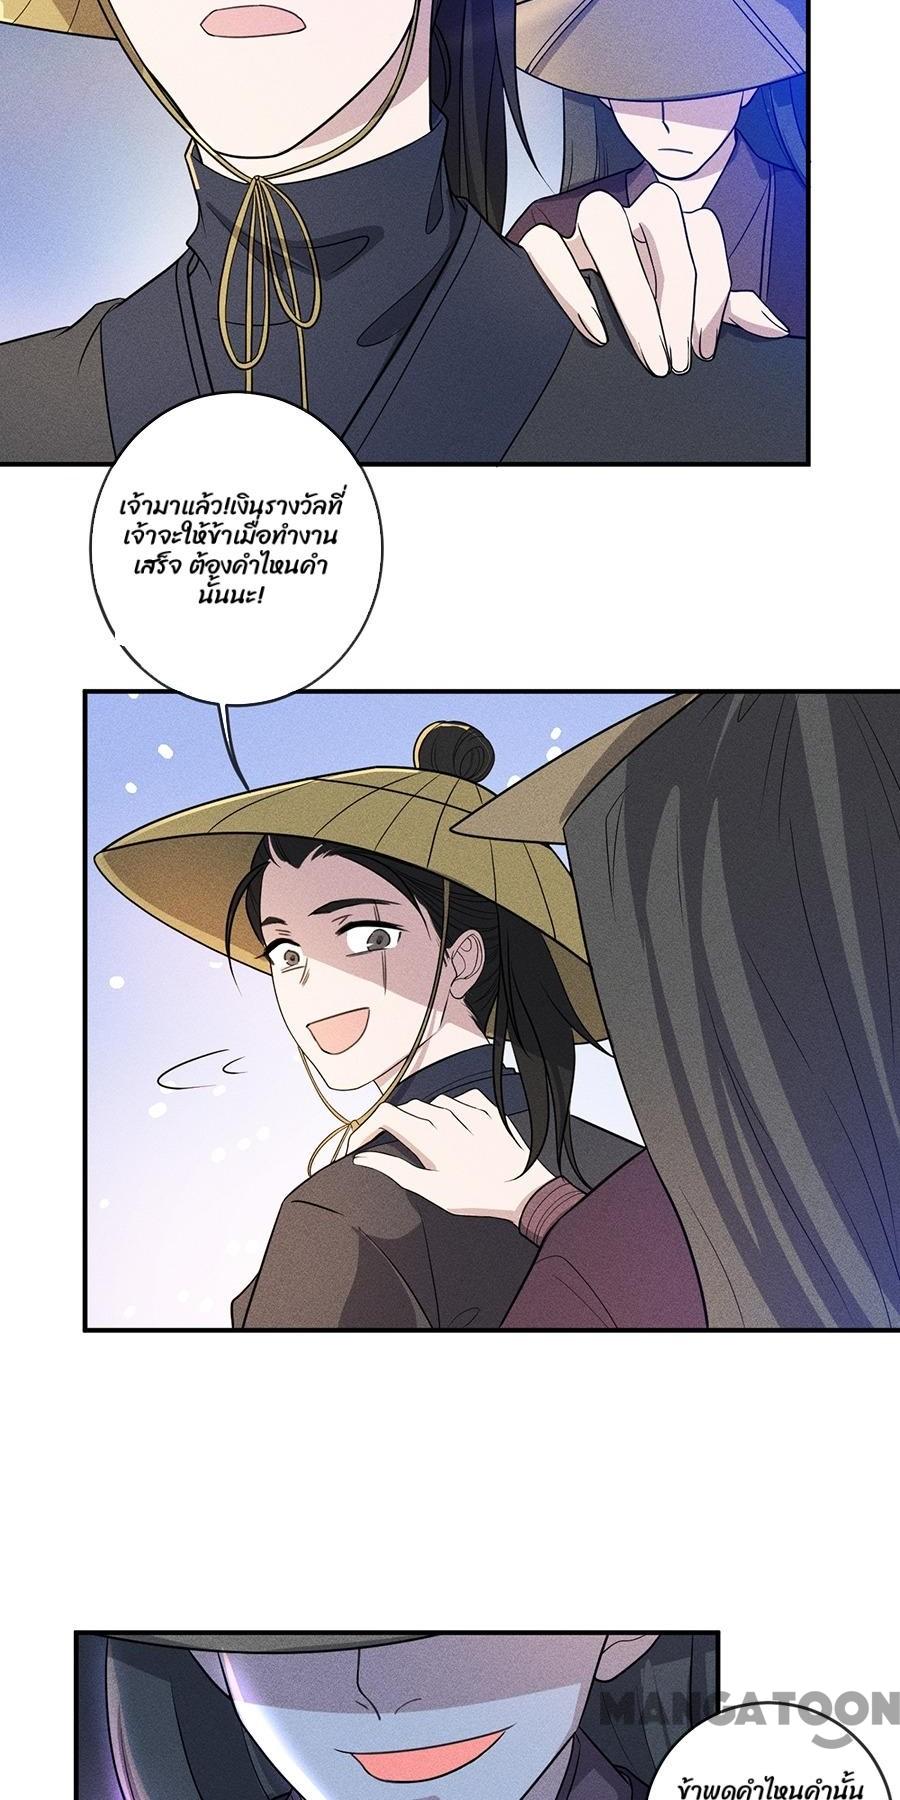 เจ้ามาแล้ว!เงินรางวัลที่
เจ้าจะให้ข้าเมื่อทำงาน
เสร็จ ต้องคำไหนคำ
นั้นนะ!
MANGATOON
ข้าพูดคำไหนคำนั้น